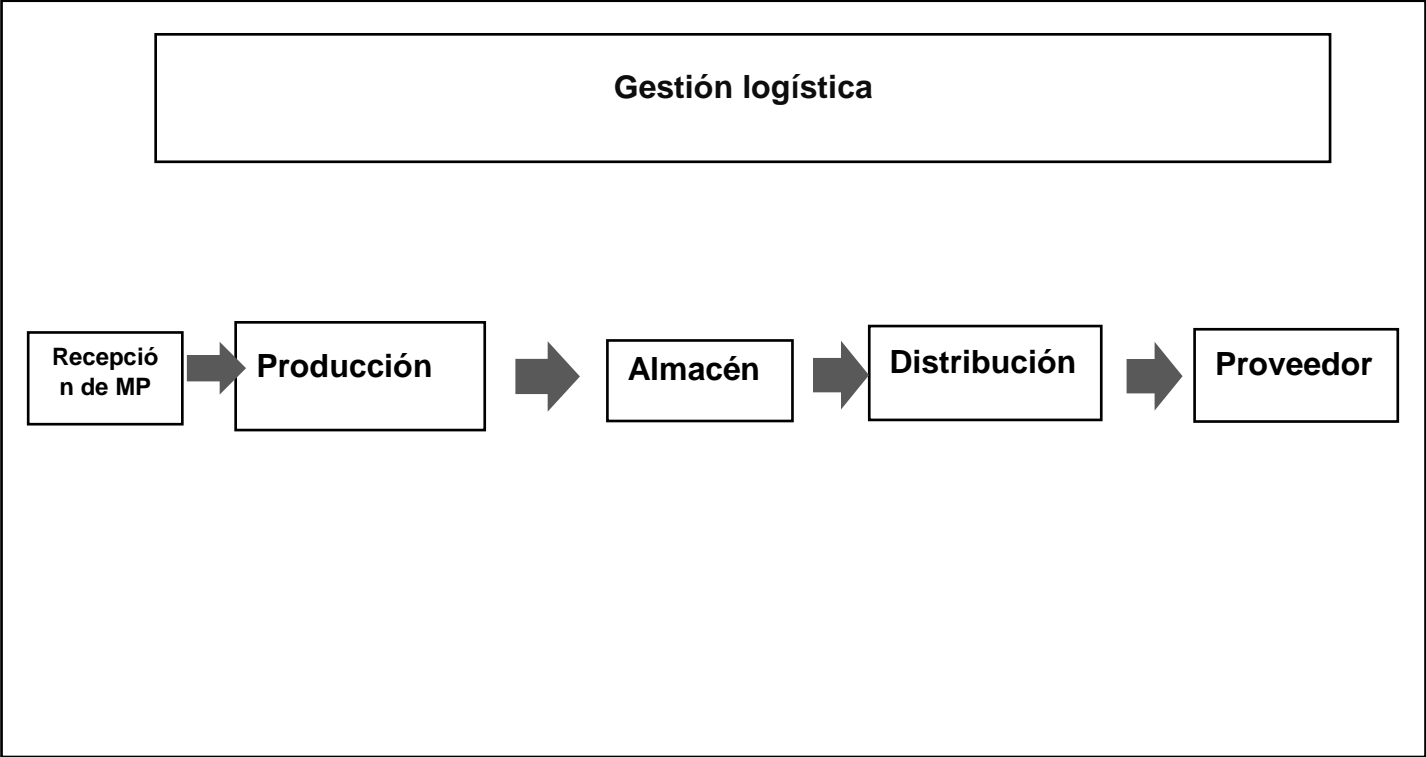 Gestión logística
Recepció
n de MP
Producción
Almacén
Distribución
Proveedor